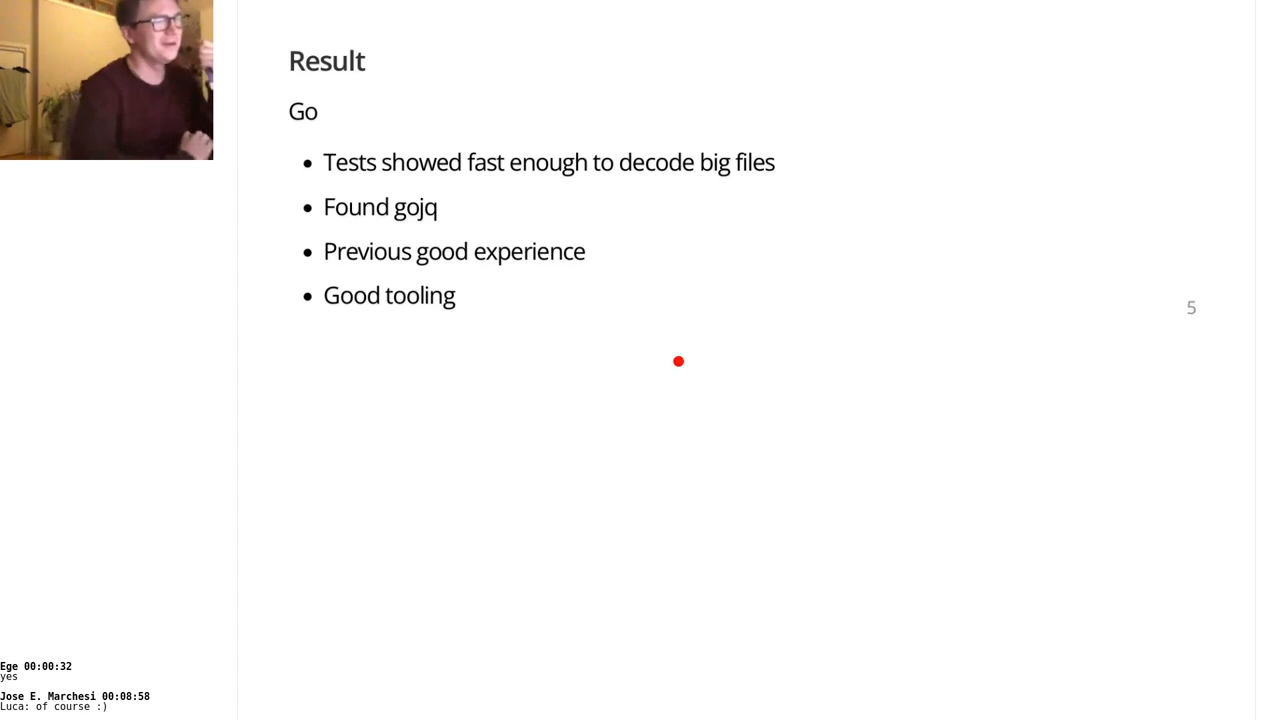 Result
Go
• Tests showed fast enough to decode big files
• Found gojq
• Previous good experience
• Good tooling
5
Ege 00:00:32
yes
Jose E. Marchesi 00:08:58
Luca: of course :)